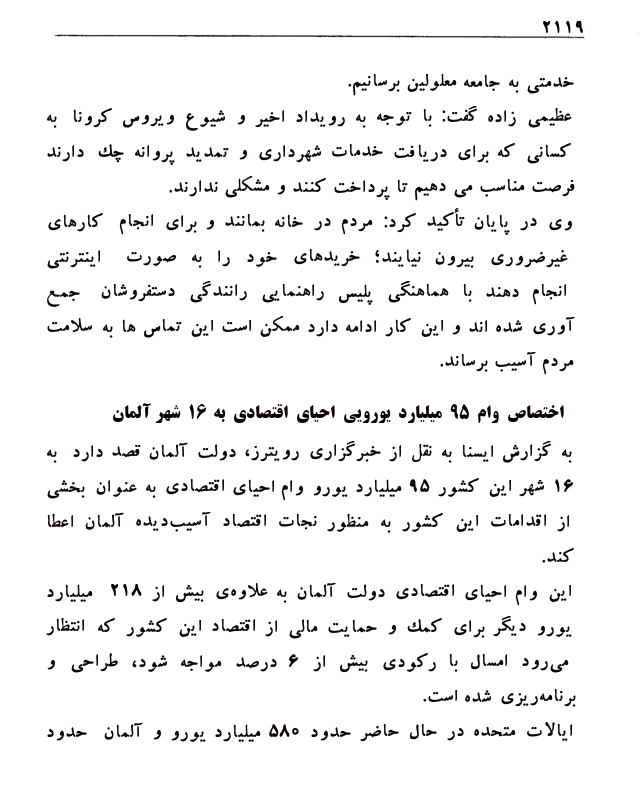 ۲۱۱۹
خدمتی به جامعه معلولین برسانیم.
عظیمی زاده گفت: با توجه به رویداد اخیر و شیوع ویروس کرونا به
کسانی که برای دریافت خدمات شهرداری و تمدید پروانه چك دارند
فرصت مناسب می دهیم تا پرداخت کنند و مشکلی ندارند.
وی در پایان تأکید کرد: مردم در خانه بمانند و برای انجام کارهای
غیرضروری بیرون نیایند؛ خریدهای خود را به صورت اینترنتی
انجام دهند با هماهنگی پلیس راهنمایی رانندگی دستفروشان جمع
آوری شده اند و این کار ادامه دارد ممکن است این تماس ها به سلامت
مردم آسیب برساند.
اختصاص وام ۹۵ میلیارد یورویی احیای اقتصادی به ۱۶ شهر آلمان
به گزارش ایسنا به نقل از خبرگزاری رویترز، دولت آلمان قصد دارد به
۱۶ شهر این کشور ۹۵ میلیارد یورو وام احیای اقتصادی به عنوان بخشی
از اقدامات این کشور به منظور نجات اقتصاد آسیب‌دیده آلمان اعطا
کند.
این وام احیای اقتصادی دولت آلمان به علاوه‌ی بیش از ۲۱۸ میلیارد
یورو دیگر برای کمك و حمایت مالی از اقتصاد این کشور که انتظار
می‌رود امسال با رکودی بیش از ۶ درصد مواجه شود، طراحی و
برنامه‌ریزی شده است.
ایالات متحده در حال حاضر حدود ۵۸۰ میلیارد یورو و آلمان حدود